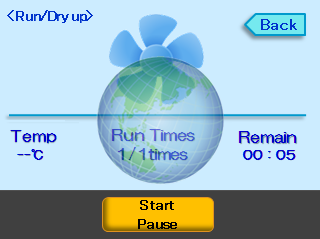 <Run/Dry up>
Back
Temp
--℃
Run Times
1/1times
Remain
00:05
Start
Pause